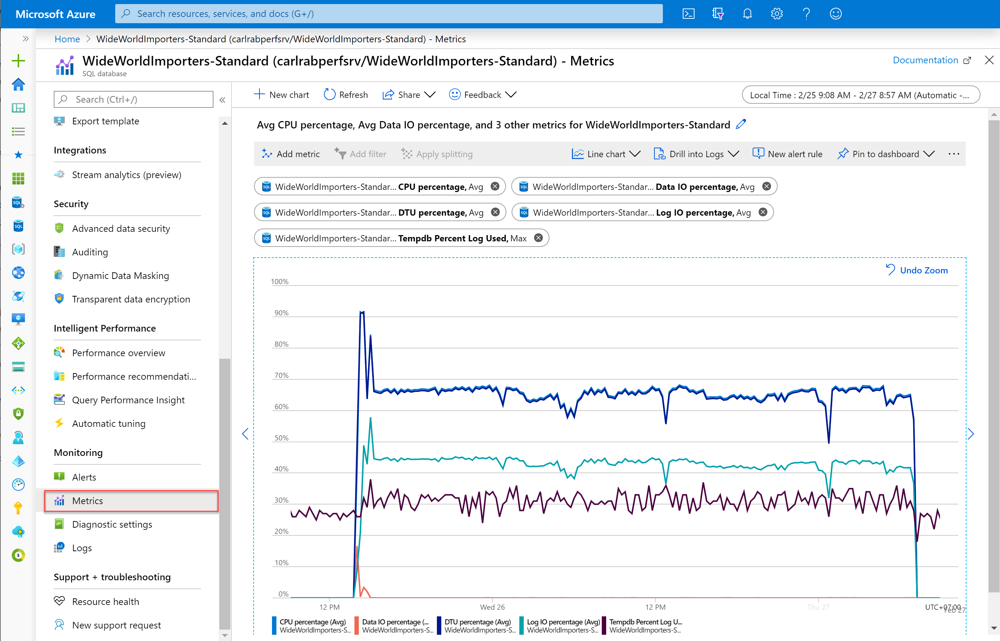 Microsoft Azure
Search resources, services, and docs (G+/)
Home > WideWorldImporters-Standard (carlrabperfsrv/WideWorldImporters-Standard) - Metrics
WideWorldImporters-Standard (carlrabperfsrv/WideWorldImporters-Standard) - Metrics
SQL database
Documentation
Search (Ctrl+/)
Export template
Integrations
Stream analytics (preview)
Security
Advanced data security
Auditing
Dynamic Data Masking
Transparent data encryption
Intelligent Performance
Performance overview
Performance recommendati...
Query Performance Insight
Automatic tuning
Monitoring
Alerts
Metrics
Diagnostic settings
Logs
Support + troubleshooting
Resource health
New support request
New chart
Refresh
Share
Feedback
Local Time : 2/25 9:08 AM - 2/27 8:57 AM (Automatic -...
Avg CPU percentage, Avg Data IO percentage, and 3 other metrics for WideWorldImporters-Standard
Add metric
Add filter
Apply splitting
Line chart
Drill into Logs
New alert rule
Pin to dashboard
SQL WideWorldImporters-Standar... CPU percentage, Avg
SQL WideWorldImporters-Standar... Data IO percentage, Avg
SQL WideWorldImporters-Standar... DTU percentage, Avg
SQL WideWorldImporters-Standar... Log IO percentage, Avg
SQL WideWorldImporters-Standar... Tempdb Percent Log Used, Max
Undo Zoom
100%
90%
80%
70%
60%
50%
40%
30%
20%
10%
0%
12 PM
Wed 26
12 PM
Thu 27
UTC+07:00
Feb 27
CPU percentage (Avg)
WideWorldImporters-S...
Data IO percentage (...
WideWorldImporters-S...
DTU percentage (Avg)
WideWorldImporters-S...
Log IO percentage (Avg)
WideWorldImporters-S...
Tempdb Percent Log U...
WideWorldImporters-S...
SQL
SQL